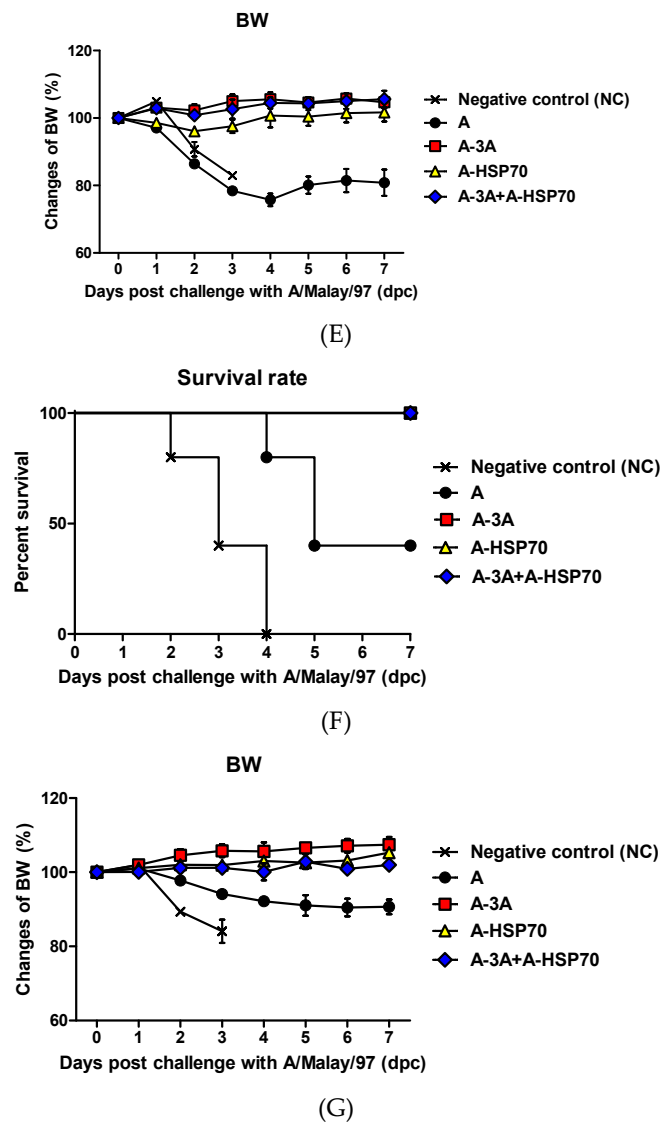 BW
120
100
80
60
Changes of BW (%)
0 1 2 3 4 5 6 7
Days post challenge with A/Malay/97 (dpc)
Negative control (NC)
A
A-3A
A-HSP70
A-3A+A-HSP70
(E)
Survival rate
100
50
0
Percent survival
0 1 2 3 4 5 6 7
Days post challenge with A/Malay/97 (dpc)
Negative control (NC)
A
A-3A
A-HSP70
A-3A+A-HSP70
(F)
BW
120
100
80
60
Changes of BW (%)
0 1 2 3 4 5 6 7
Days post challenge with A/Malay/97 (dpc)
Negative control (NC)
A
A-3A
A-HSP70
A-3A+A-HSP70
(G)